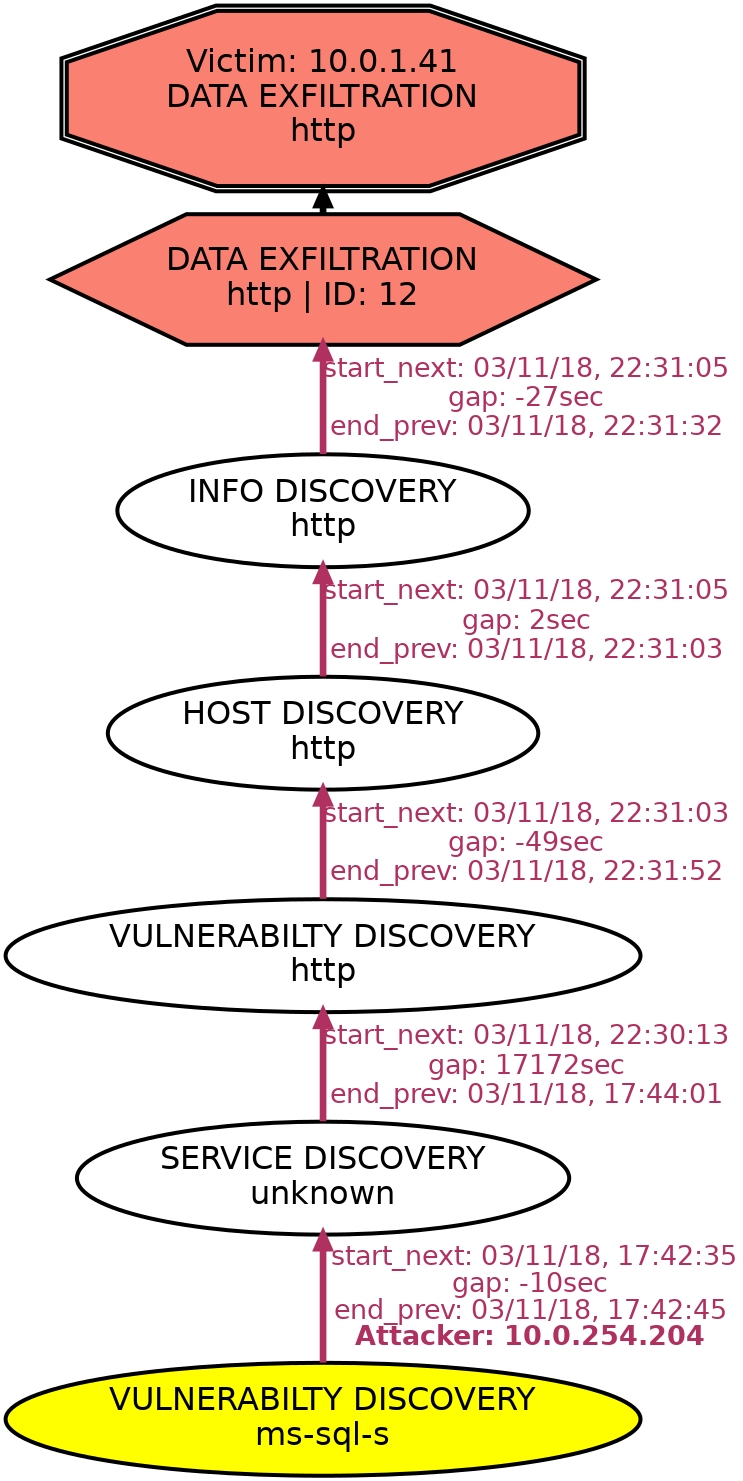 Victim: 10.0.1.41
DATA EXFILTRATION
http
DATA EXFILTRATION
http | ID: 12
start_next: 03/11/18, 22:31:05
gap: -27sec
end_prev: 03/11/18, 22:31:32
INFO DISCOVERY
http
start_next: 03/11/18, 22:31:05
gap: 2sec
end_prev: 03/11/18, 22:31:03
HOST DISCOVERY
http
start_next: 03/11/18, 22:31:03
gap: -49sec
end_prev: 03/11/18, 22:31:52
VULNERABILTY DISCOVERY
http
start_next: 03/11/18, 22:30:13
gap: 17172sec
end_prev: 03/11/18, 17:44:01
SERVICE DISCOVERY
unknown
start_next: 03/11/18, 17:42:35
gap: -10sec
end_prev: 03/11/18, 17:42:45
Attacker: 10.0.254.204
VULNERABILTY DISCOVERY
ms-sql-s